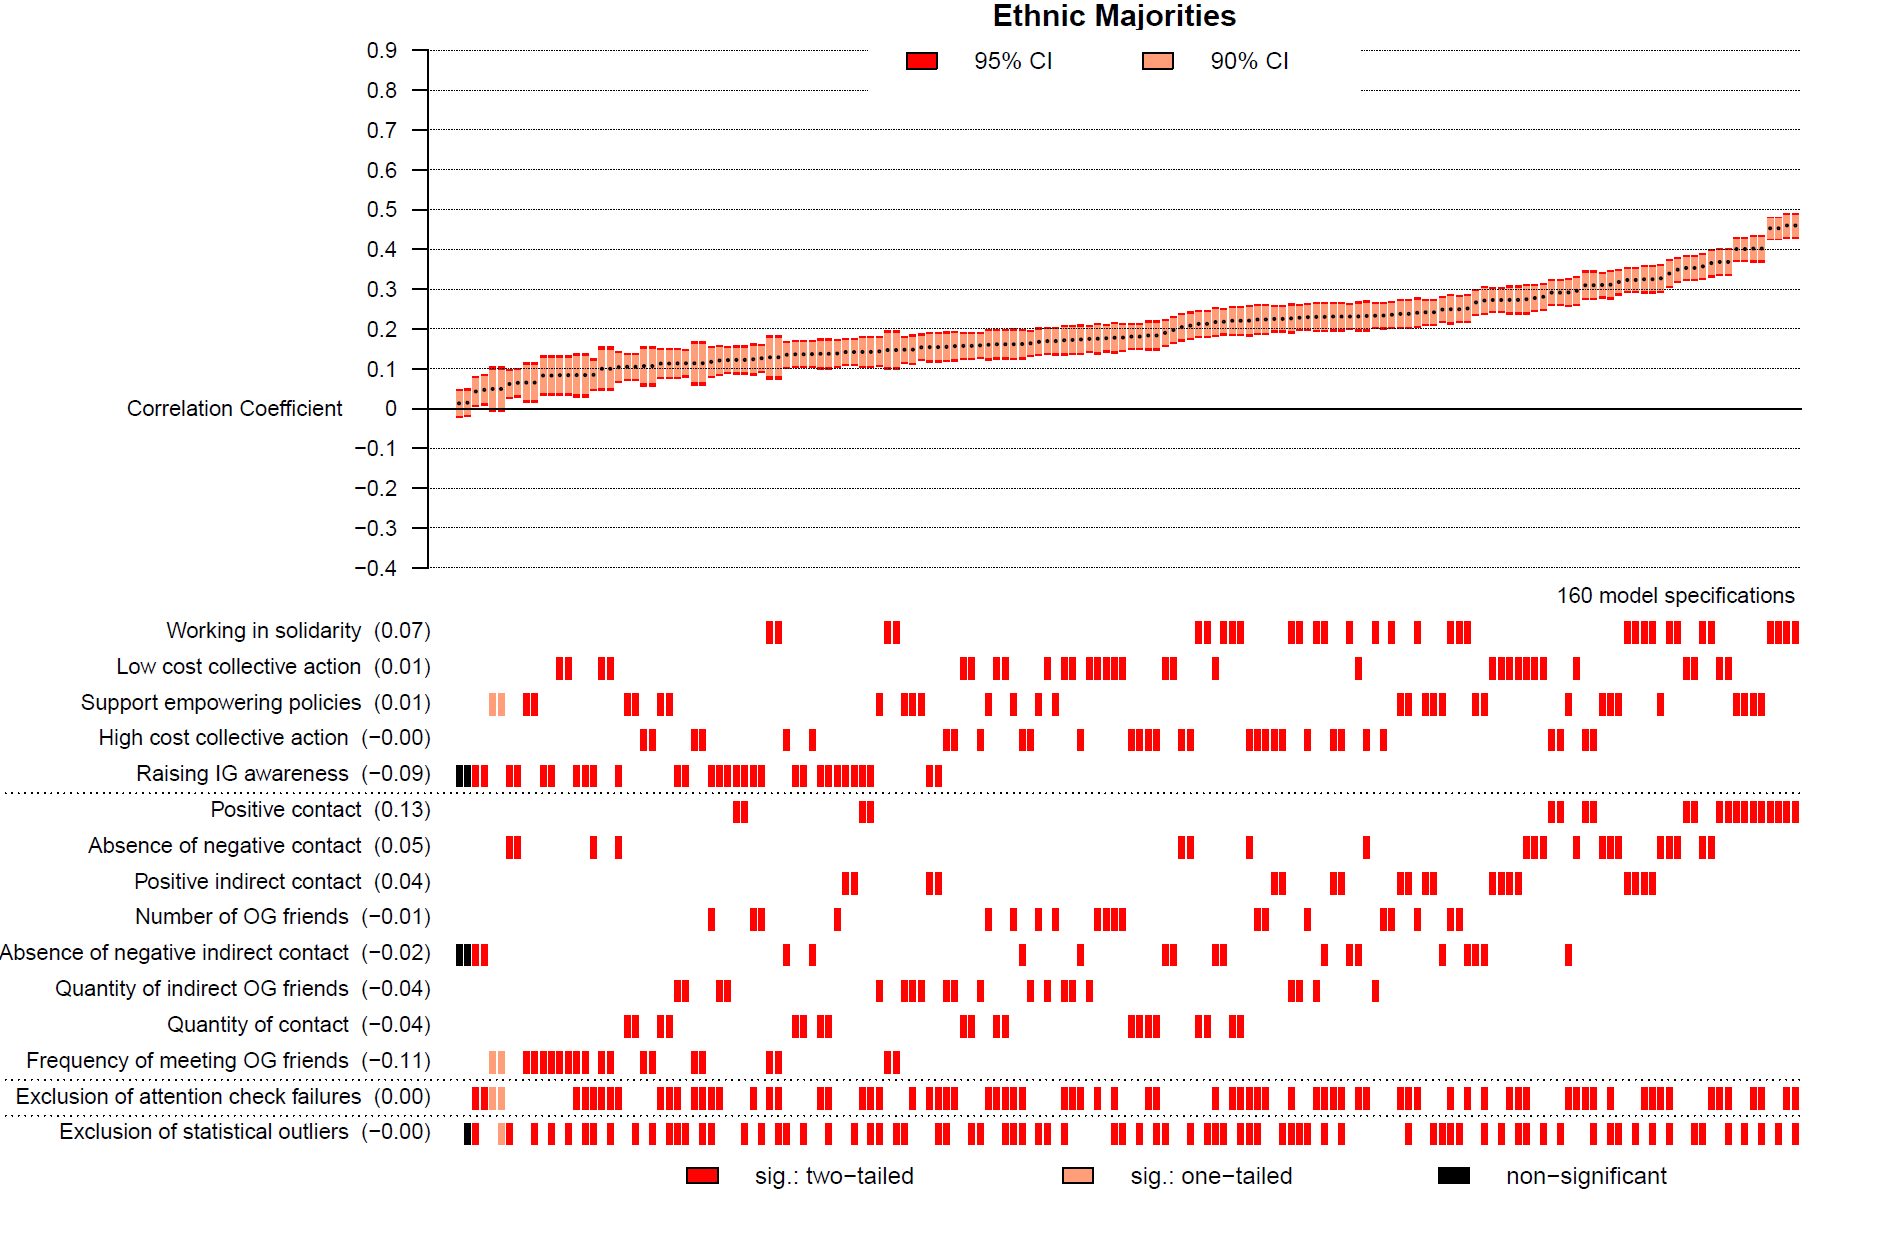 Ethnic Majorities
95% CI 90% CI
0.9
0.8
0.7
0.6
0.5
0.4
0.3
0.2
0.1
Correlation Coefficient 0
−0.1
−0.2
−0.3
−0.4
160 model specifications
Working in solidarity (0.07)
Low cost collective action (0.01)
Support empowering policies (0.01)
High cost collective action (−0.00)
Raising IG awareness (−0.09)
Positive contact (0.13)
Absence of negative contact (0.05)
Positive indirect contact (0.04)
Number of OG friends (−0.01)
Absence of negative indirect contact (−0.02)
Quantity of indirect OG friends (−0.04)
Quantity of contact (−0.04)
Frequency of meeting OG friends (−0.11)
Exclusion of attention check failures (0.00)
Exclusion of statistical outliers (−0.00)
sig.: two−tailed sig.: one−tailed non−significant